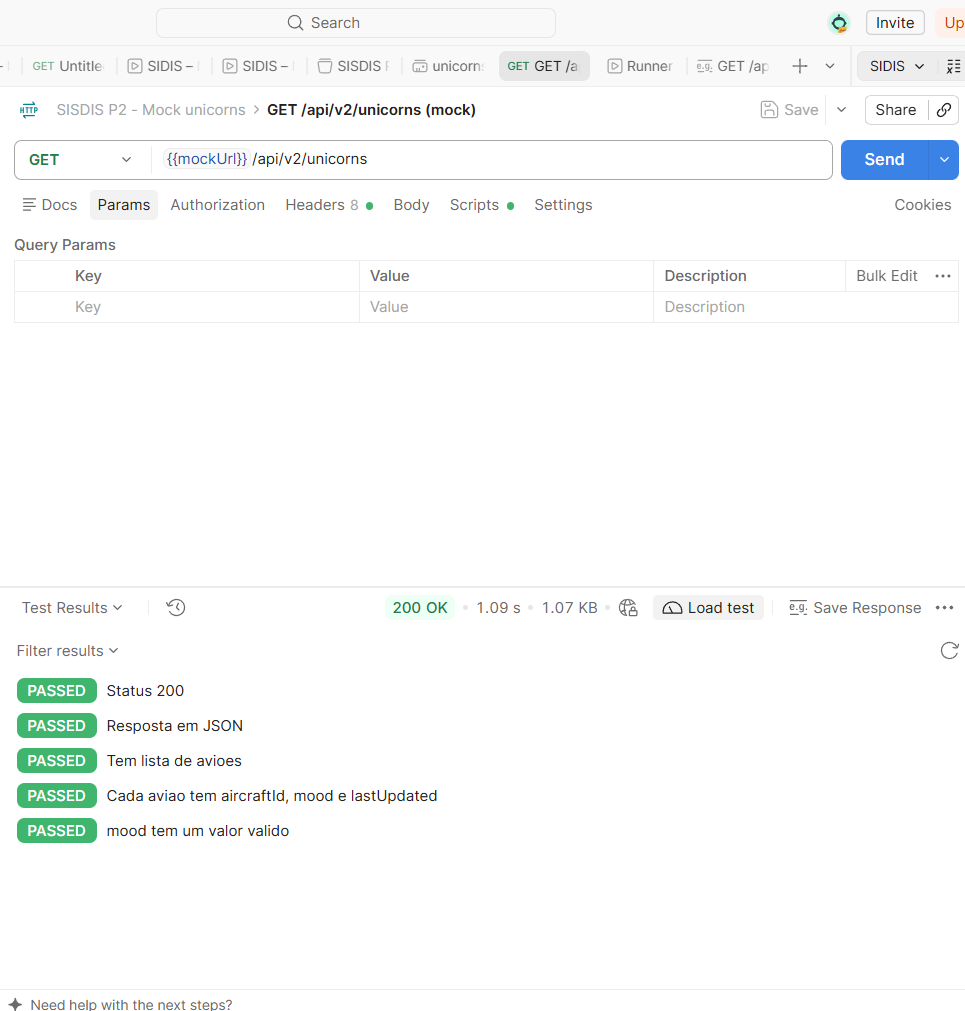 Search
Invite
Up
GET Untitle
SIDIS –
SIDIS –
SISDIS
unicorn
GET GET /a
Runner
e.g. GET /ap
SIDIS
HTTP SISDIS P2 - Mock unicorns > GET /api/v2/unicorns (mock)
Save
Share
GET
{{mockUrl}} /api/v2/unicorns
Send
Docs
Params
Authorization
Headers 8
Body
Scripts
Settings
Cookies
Query Params
Key Value Description Bulk Edit
Key Value Description
Test Results
200 OK
1.09 s
1.07 KB
Load test
e.g. Save Response
Filter results
PASSED Status 200
PASSED Resposta em JSON
PASSED Tem lista de avioes
PASSED Cada aviao tem aircraftId, mood e lastUpdated
PASSED mood tem um valor valido
Need help with the next steps?